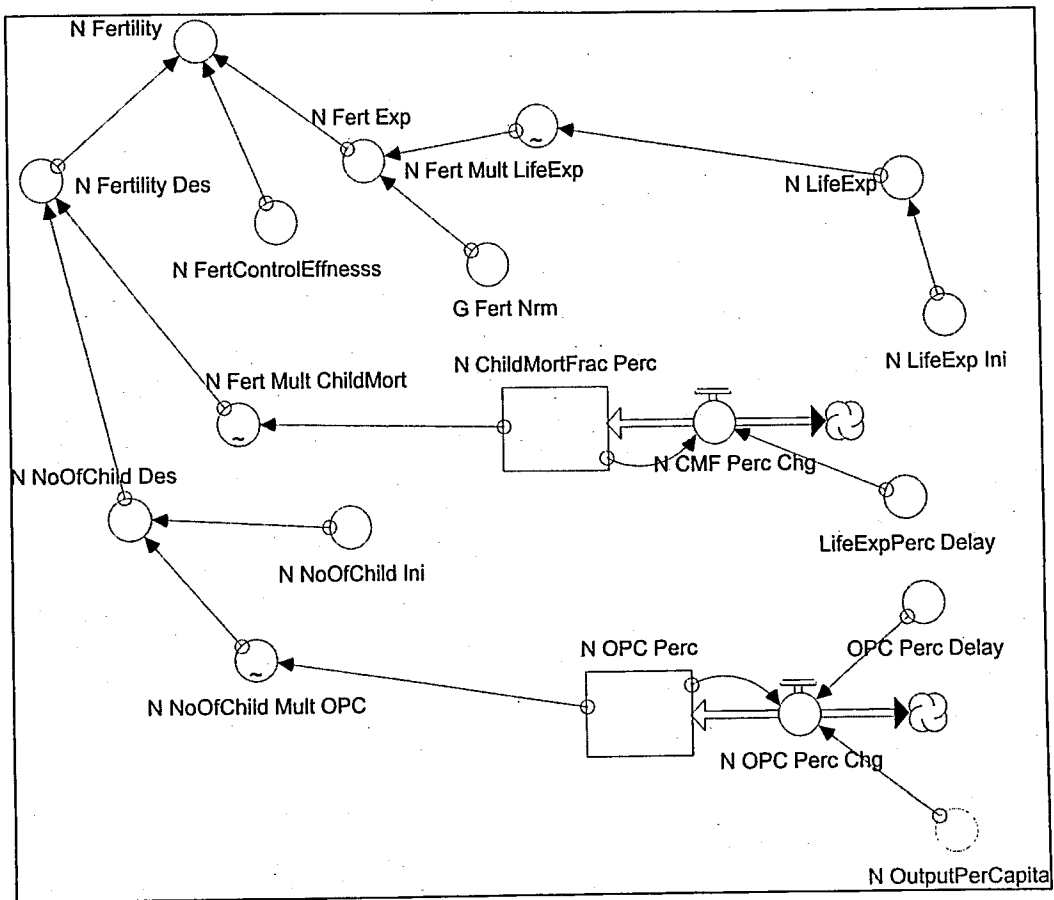 N Fertility
N Fert Exp
N Fert Mult LifeExp
N LifeExp
N Fertility Des
N FertControlEffnesss
G Fert Nrm
N LifeExp Ini
N ChildMortFrac Perc
N Fert Mult ChildMort
~
N CMF Perc Chg
N NoOfChild Des
LifeExpPerc Delay
N NoOfChild Ini
OPC Perc Delay
N OPC Perc
~
N NoOfChild Mult OPC
N OPC Perc Chg
N OutputPerCapita